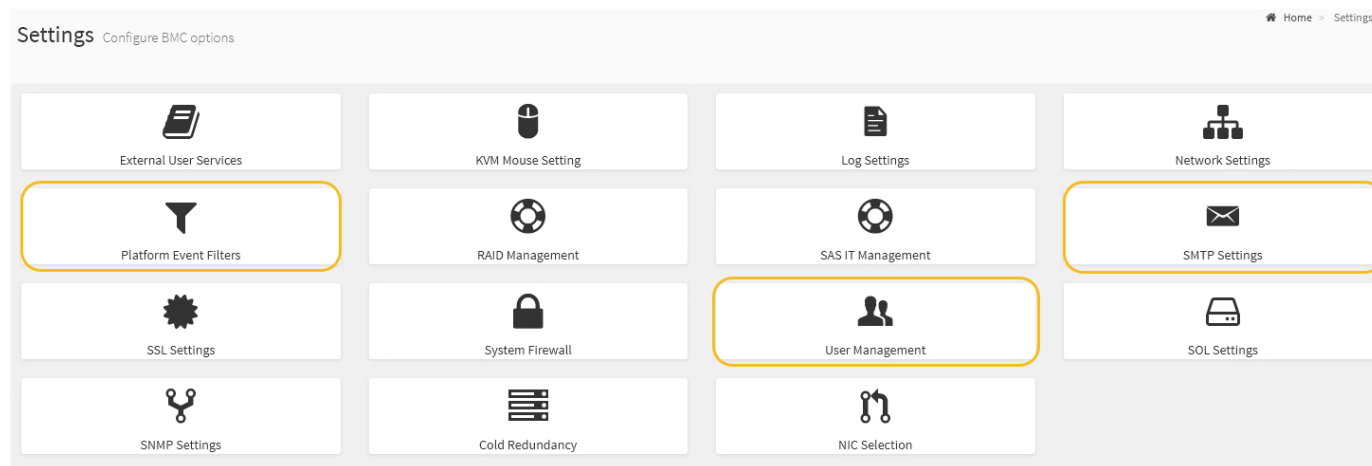 Home > Settings
Settings Configure BMC options
External User Services
KVM Mouse Setting
Log Settings
Network Settings
Platform Event Filters
RAID Management
SAS IT Management
SMTP Settings
SSL Settings
System Firewall
User Management
SOL Settings
SNMP Settings
Cold Redundancy
NIC Selection